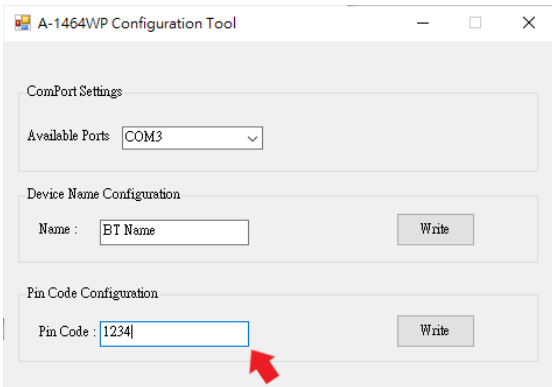 A-1464WP Configuration Tool
ComPort Settings
Available Ports COM3
Device Name Configuration
Name : BT Name Write
Pin Code Configuration
Pin Code : 1234 Write